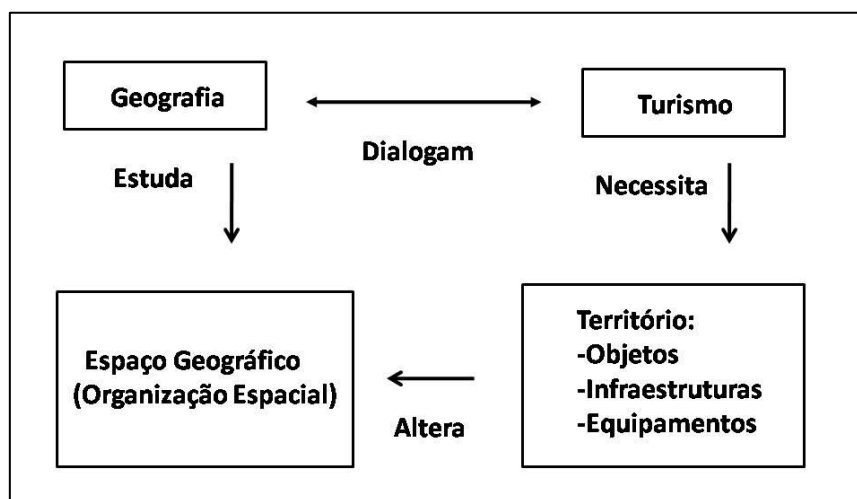 Geografia
Turismo
Dialogam
Estuda
Necessita
Espaço Geográfico
(Organização Espacial)
Território:
-Objetos
-Infraestruturas
-Equipamentos
Altera